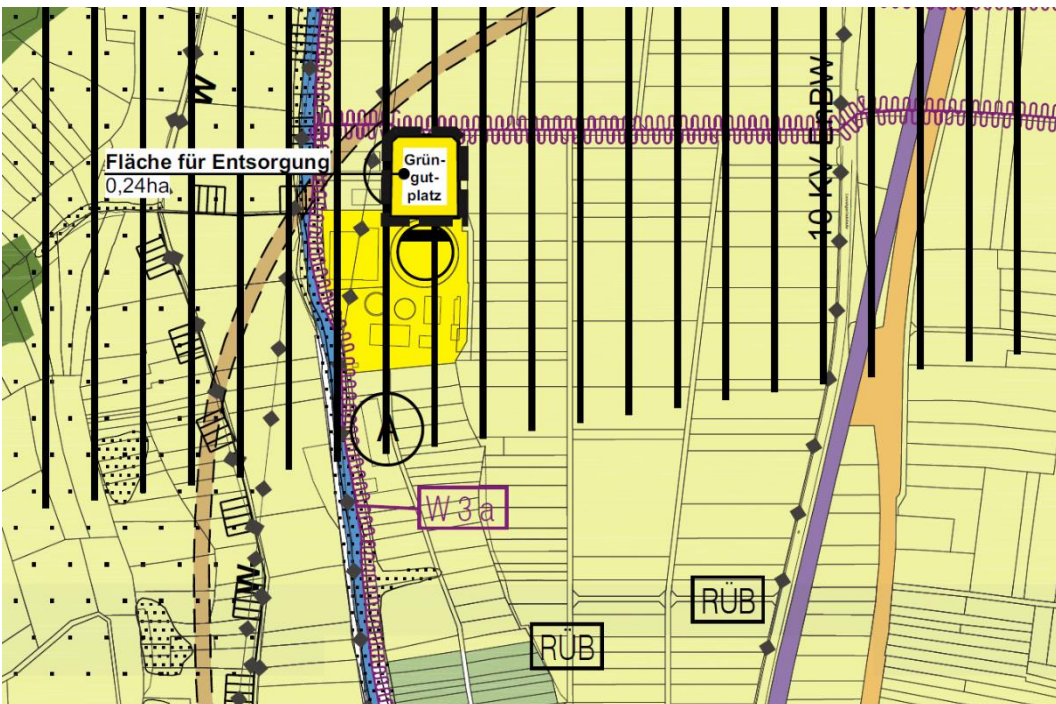 W
10 KV EnBW
Fläche für Entsorgung
0,24ha
Grün-
gut-
platz
A
W 3 a
W
RÜB
RÜB